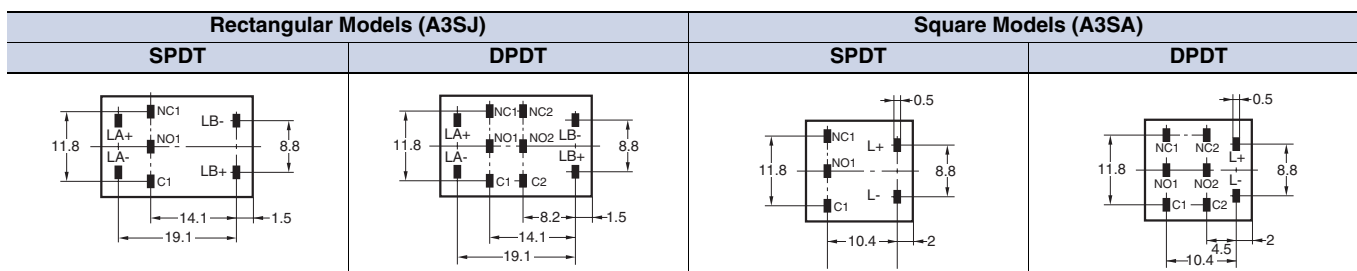 Rectangular Models (A3SJ) Square Models (A3SA)
SPDT DPDT SPDT DPDT
NC1
LA+ LB-
11.8 NO1 8.8
LA- LB+
C1
14.1 1.5
19.1
NC1 NC2
LA+ LB-
11.8 NO1 NO2 8.8
LA- LB+
C1 C2
8.2 1.5
14.1
19.1
0.5
NC1 L+
11.8 NO1 8.8
L-
C1
10.4 2
0.5
NC1 NC2 L+
11.8 8.8
NO1 NO2 L-
C1 C2
4.5 2
10.4